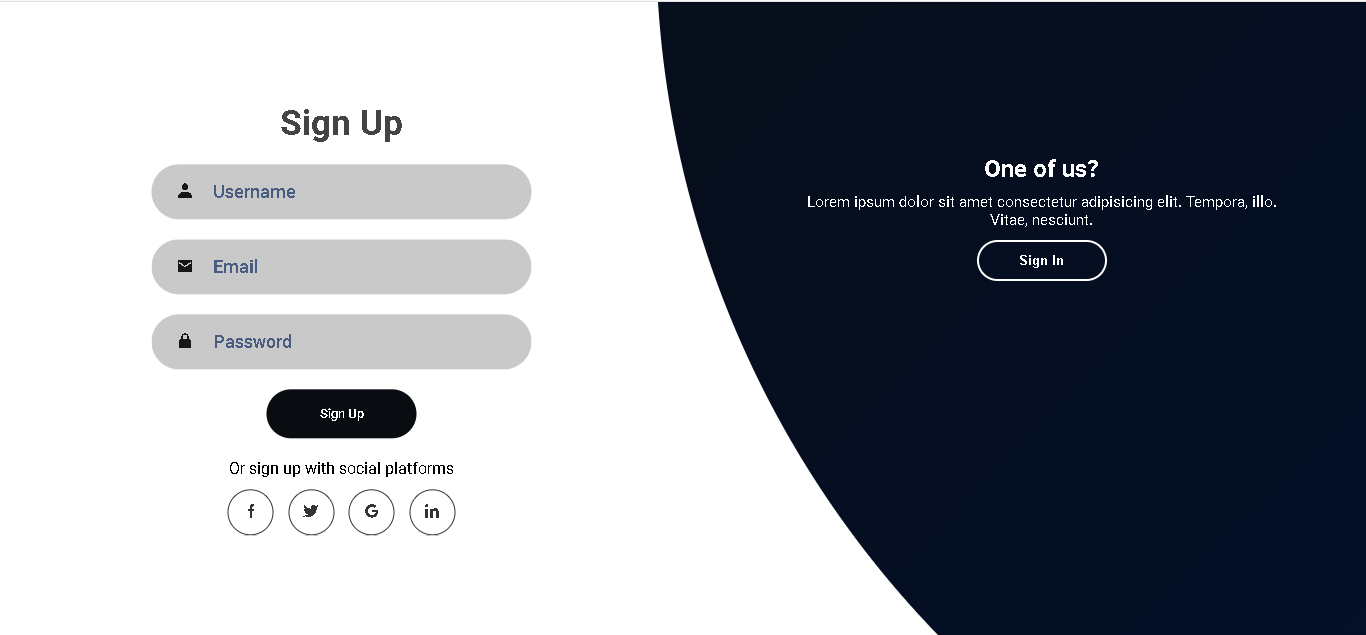 Sign Up
Username
Email
Password
Sign Up
Or sign up with social platforms
f
G
in
One of us?
Lorem ipsum dolor sit amet consectetur adipisicing elit. Tempora, illo.
Vitae, nesciunt.
Sign In